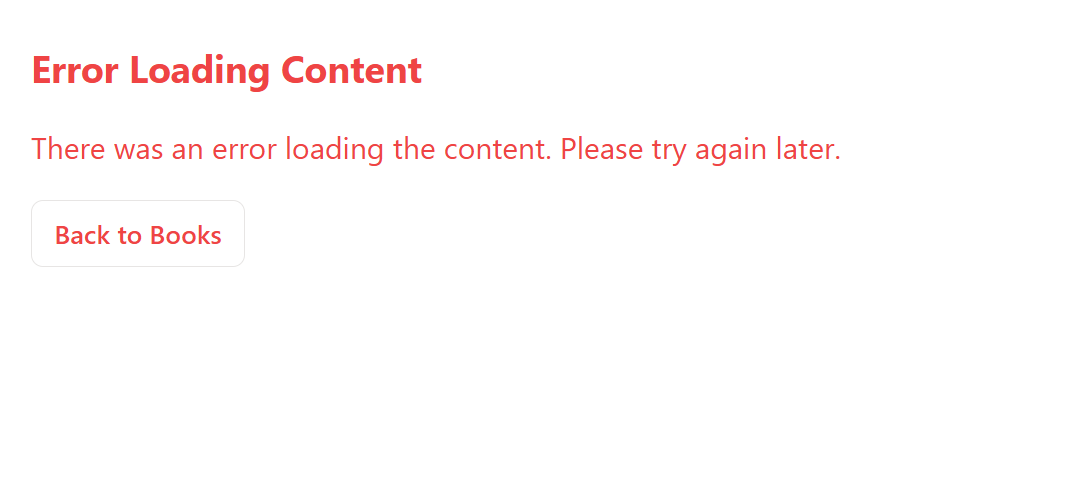 Error Loading Content
There was an error loading the content. Please try again later.
Back to Books